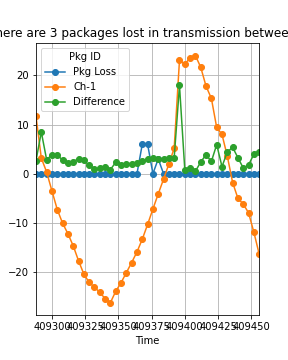 here are 3 packages lost in transmission betwee
Pkg ID
Pkg Loss
Ch-1
Difference
20
10
0
−10
−20
409300 409325 409350 409375 409400 409425 409450
Time